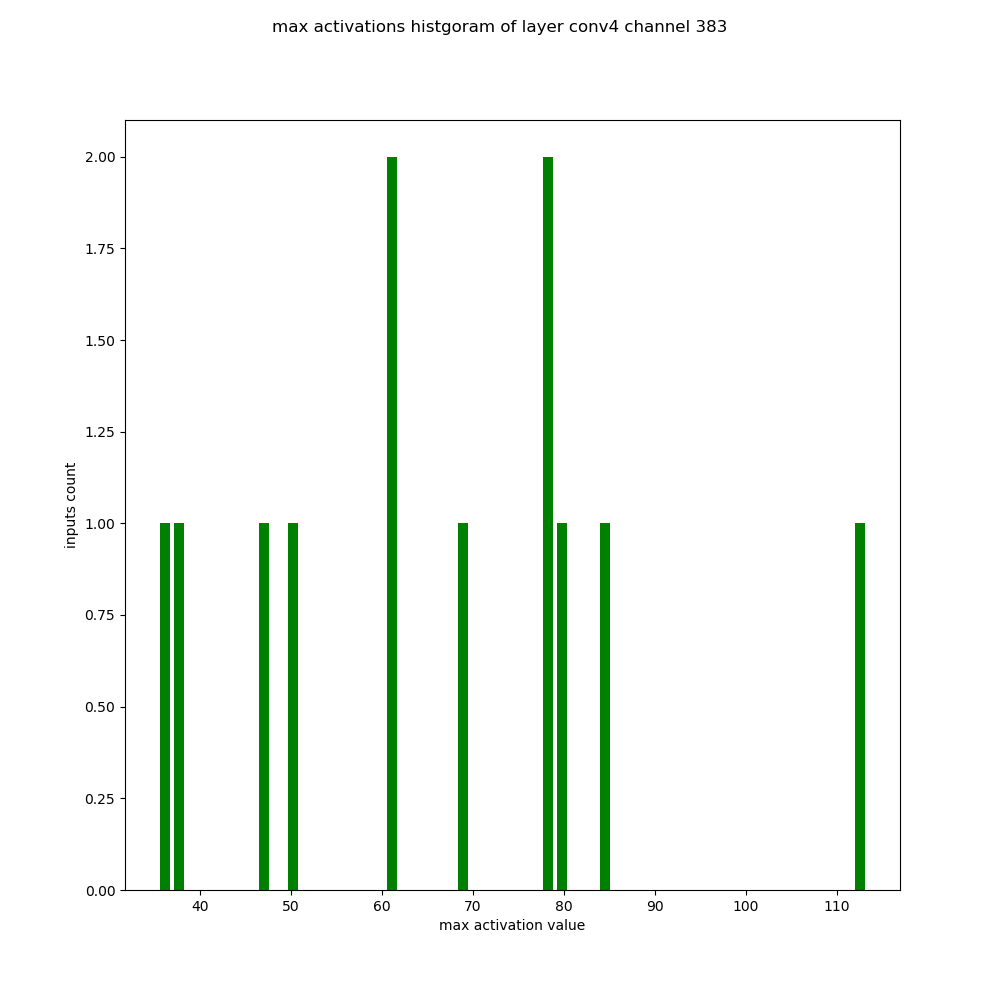 max activations histgoram of layer conv4 channel 383
2.00
1.75
1.50
1.25
1.00
0.75
0.50
0.25
0.00
inputs count
40 50 60 70 80 90 100 110
max activation value